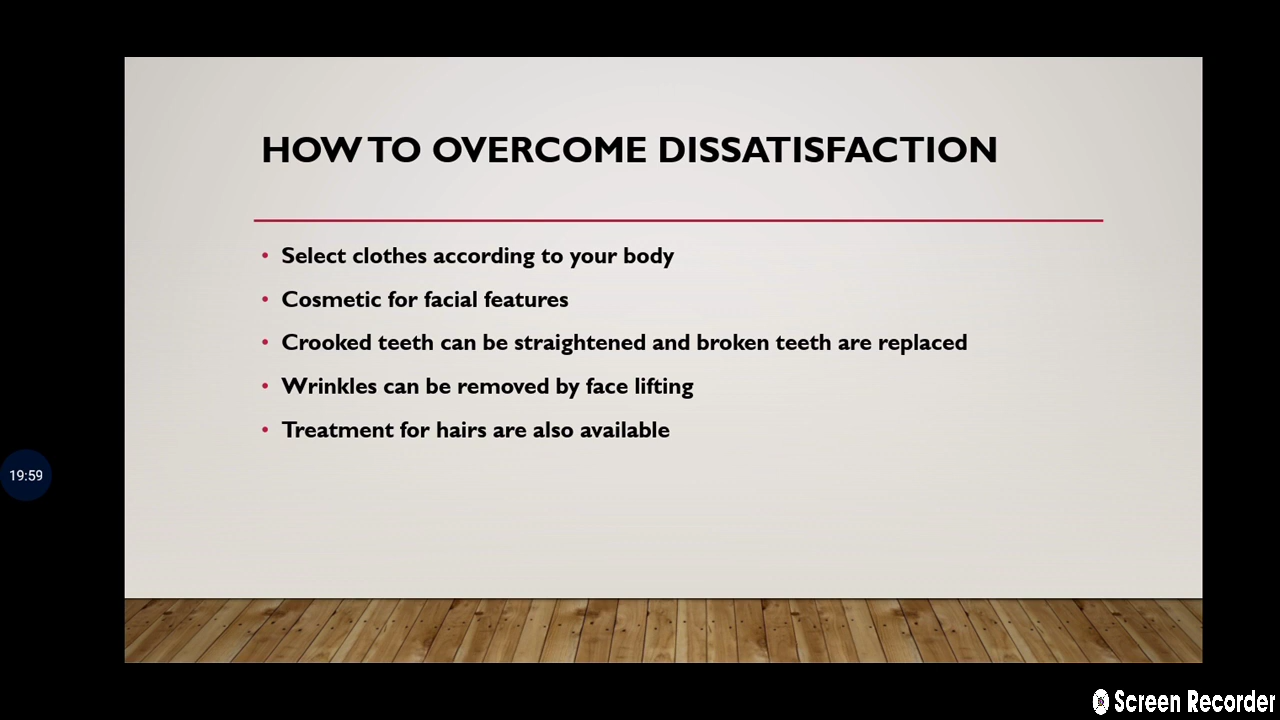 HOW TO OVERCOME DISSATISFACTION
• Select clothes according to your body
• Cosmetic for facial features
• Crooked teeth can be straightened and broken teeth are replaced
• Wrinkles can be removed by face lifting
• Treatment for hairs are also available
19:59
Screen Recorder